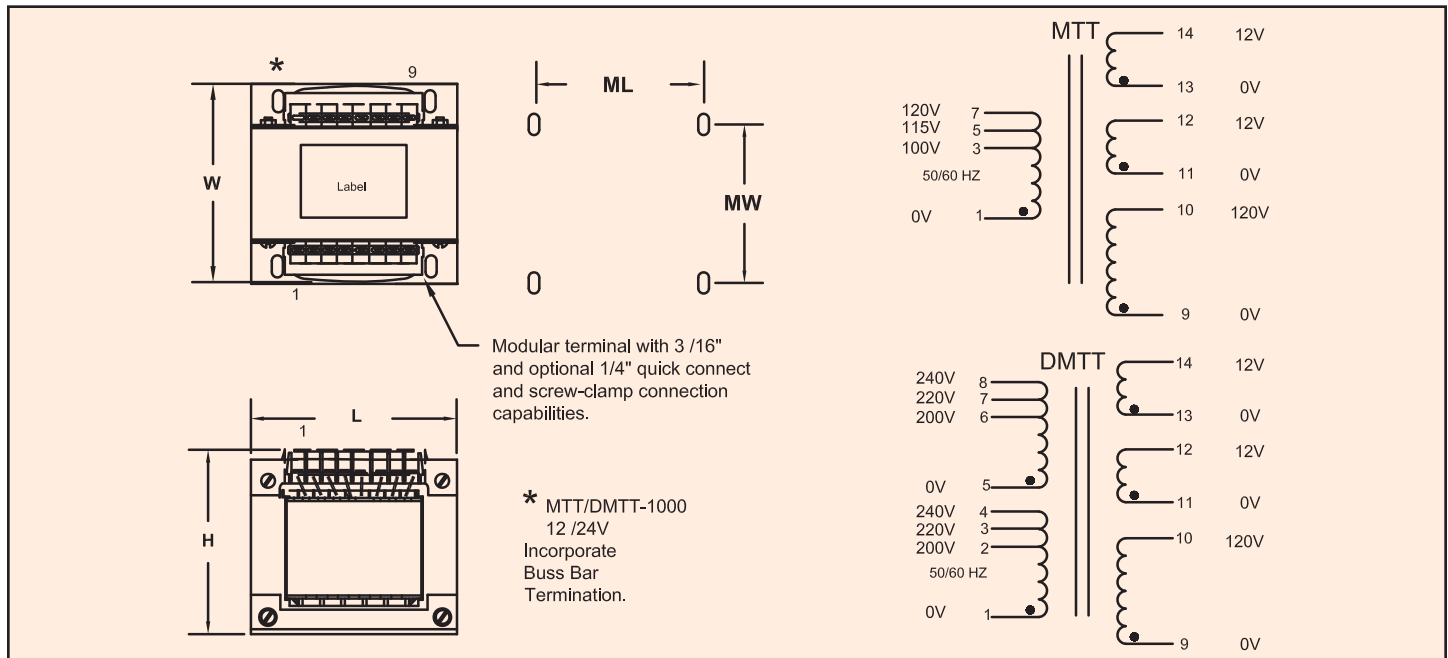 *
9
W
Label
1
ML
MW
Modular terminal with 3 /16"
and optional 1/4" quick connect
and screw-clamp connection
capabilities.
L
1
H
* MTT/DMTT-1000
12 /24V
Incorporate
Buss Bar
Termination.
MTT
120V 7
115V 5
100V 3
50/60 HZ
0V 1
14 12V
13 0V
12 12V
11 0V
10 120V
9 0V
DMTT
240V 8
220V 7
200V 6
0V 5
240V 4
220V 3
200V 2
50/60 HZ
0V 1
14 12V
13 0V
12 12V
11 0V
10 120V
9 0V